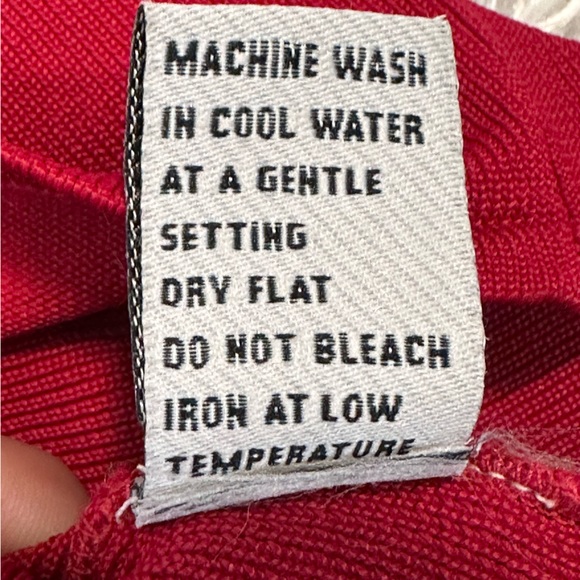 MACHINE WASH
IN COOL WATER
AT A GENTLE
SETTING
DRY FLAT
DO NOT BLEACH
IRON AT LOW
TEMPERATURE